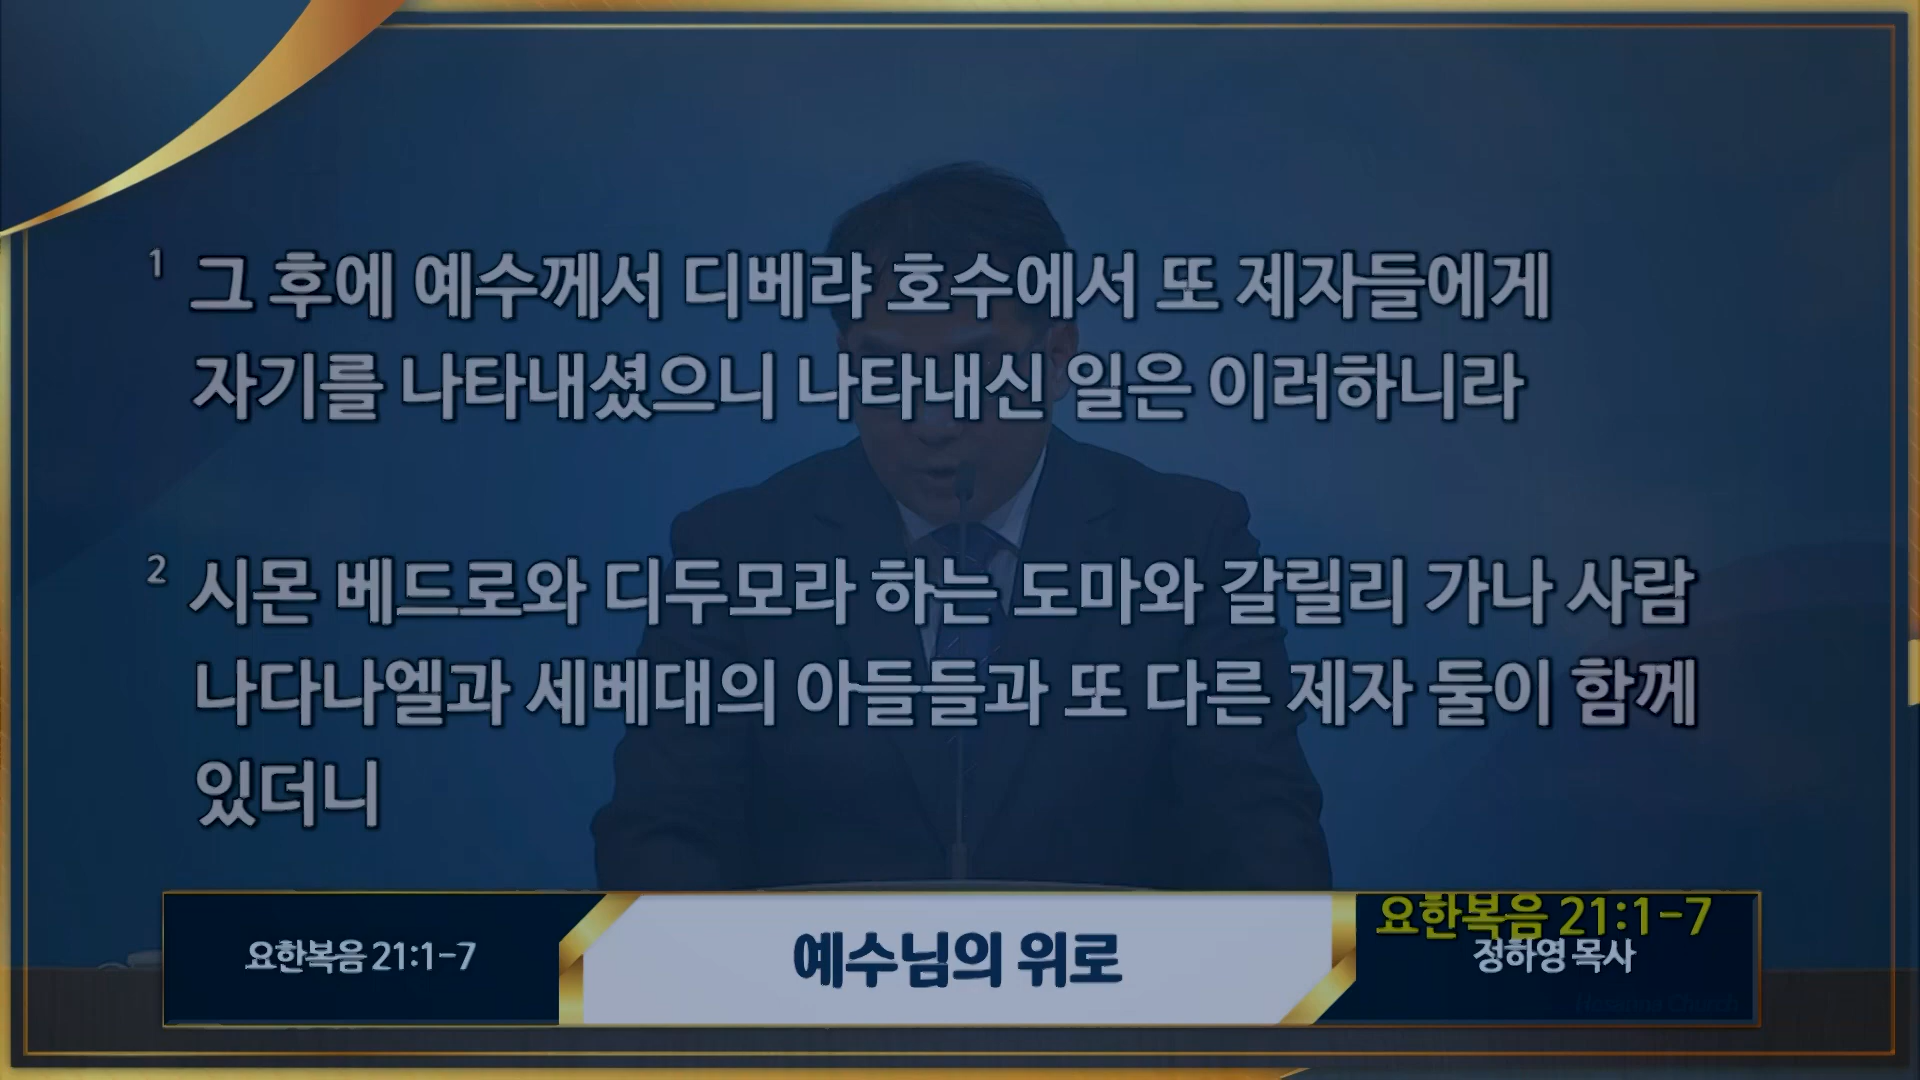 1 그 후에 예수께서 디베랴 호수에서 또 제자들에게
자기를 나타내셨으니 나타내신 일은 이러하니라
2 시몬 베드로와 디두모라 하는 도마와 갈릴리 가나 사람
나다나엘과 세베대의 아들들과 또 다른 제자 둘이 함께
있더니
요한복음 21:1-7
요한복음 21:1-7
예수님의 위로
정하영 목사
Church